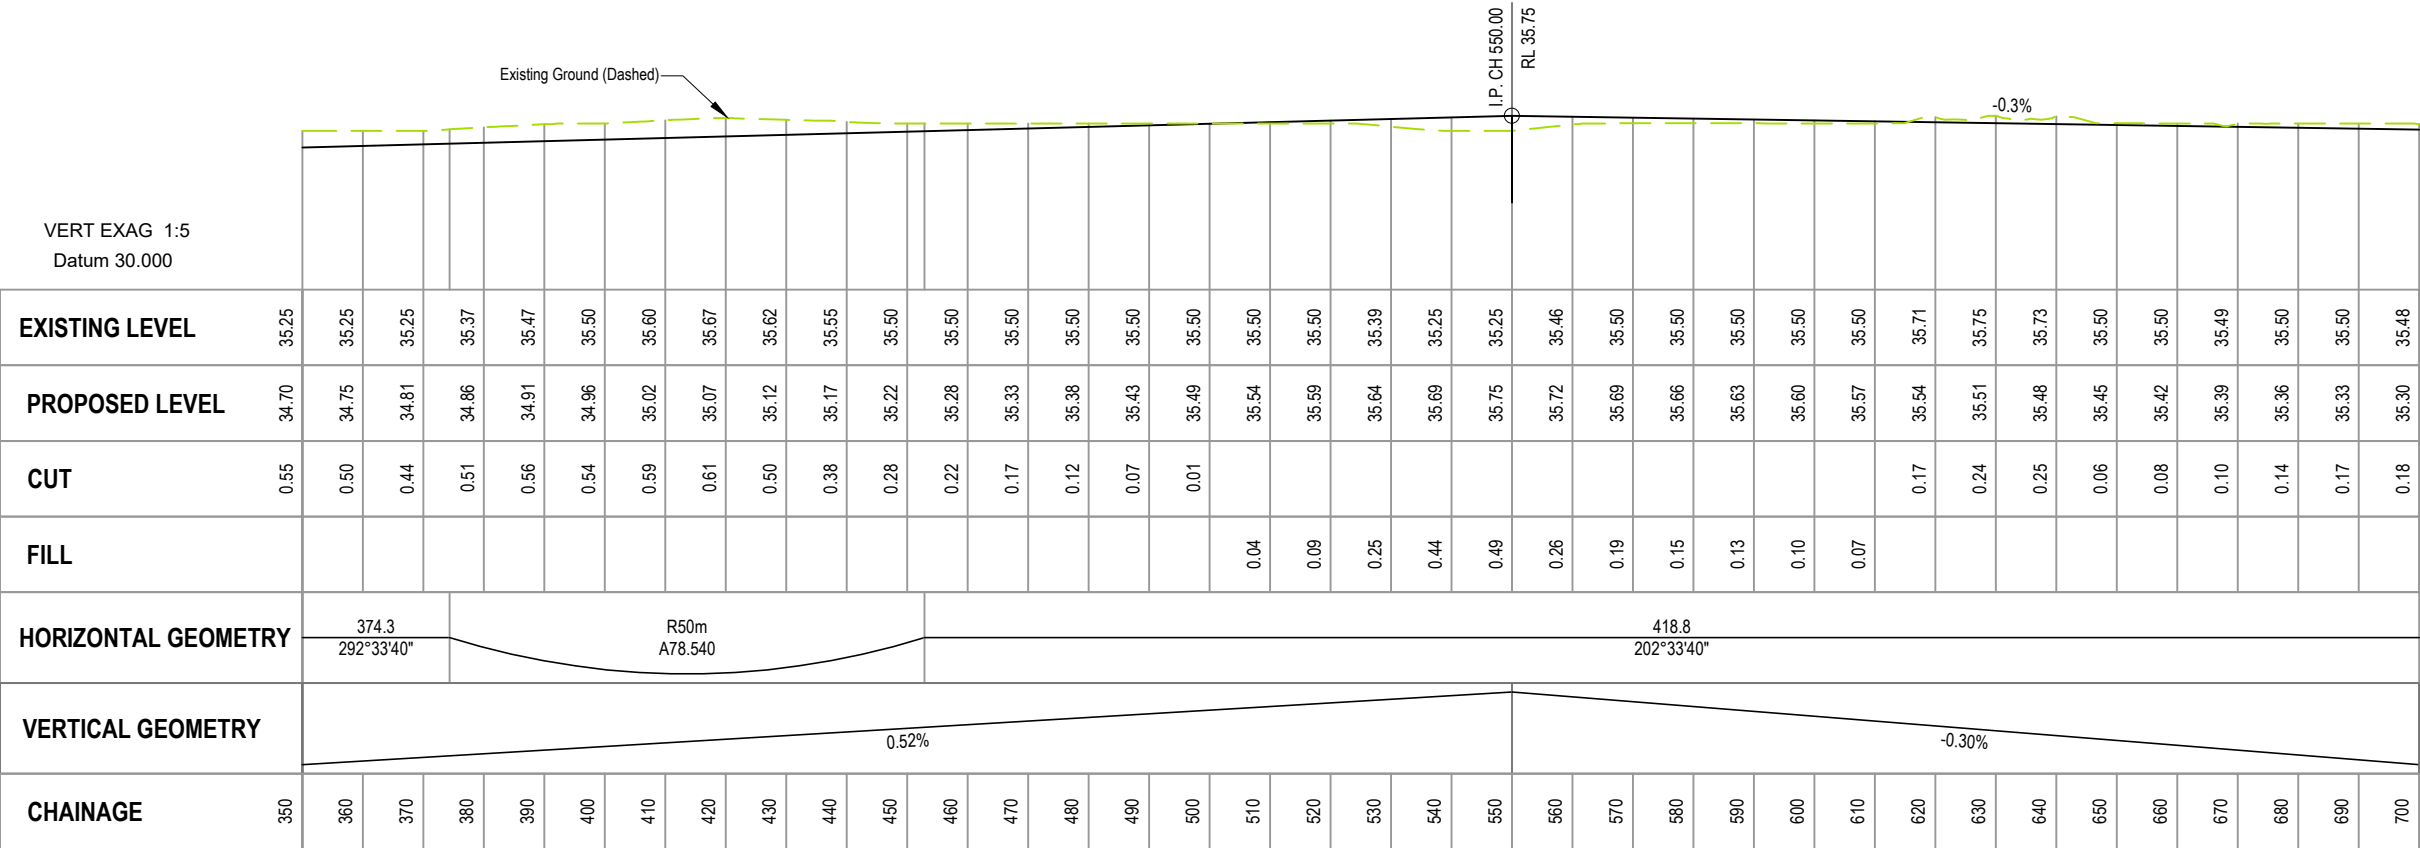 I.P. CH 550.00
RL 35.75
Existing Ground (Dashed)
-0.3%
VERT EXAG 1:5
Datum 30.000
EXISTING LEVEL 35.25 35.25 35.25 35.37 35.47 35.50 35.60 35.67 35.62 35.55 35.50 35.50 35.50 35.50 35.50 35.50 35.50 35.50 35.39 35.25 35.25 35.46 35.50 35.50 35.50 35.50 35.50 35.71 35.75 35.73 35.50 35.50 35.49 35.50 35.50 35.48
PROPOSED LEVEL 34.70 34.75 34.81 34.86 34.91 34.96 35.02 35.07 35.12 35.17 35.22 35.28 35.33 35.38 35.43 35.49 35.54 35.59 35.64 35.69 35.75 35.72 35.69 35.66 35.63 35.60 35.57 35.54 35.51 35.48 35.45 35.42 35.39 35.36 35.33 35.30
CUT 0.55 0.50 0.44 0.51 0.56 0.54 0.59 0.61 0.50 0.38 0.28 0.22 0.17 0.12 0.07 0.01 0.17 0.24 0.25 0.06 0.08 0.10 0.14 0.17 0.18
FILL 0.04 0.09 0.25 0.44 0.49 0.26 0.19 0.15 0.13 0.10 0.07
HORIZONTAL GEOMETRY
374.3
292°33'40"
R50m
A78.540
418.8
202°33'40"
VERTICAL GEOMETRY
0.52%
-0.30%
CHAINAGE 350 360 370 380 390 400 410 420 430 440 450 460 470 480 490 500 510 520 530 540 550 560 570 580 590 600 610 620 630 640 650 660 670 680 690 700